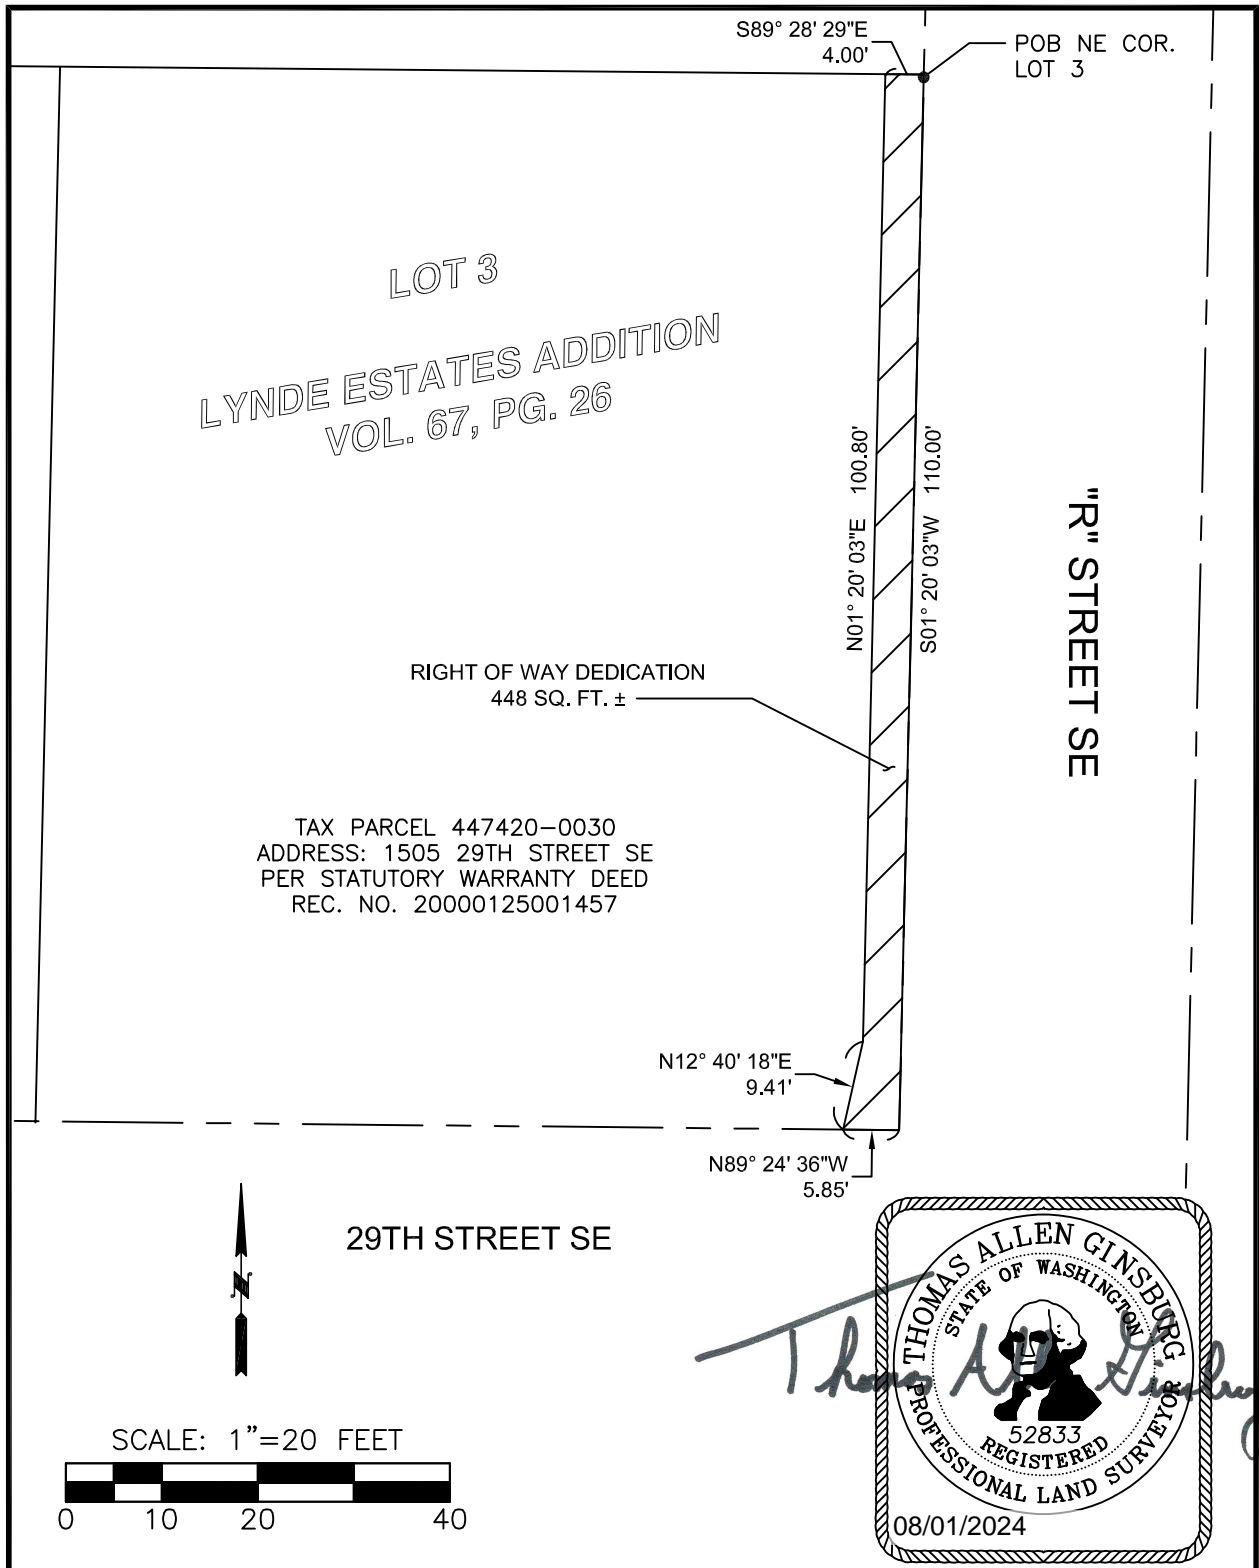 S89° 28' 29"E
4.00'
POB NE COR.
LOT 3
LOT 3
LYNDE ESTATES ADDITION
VOL. 67, PG. 26
N01° 20' 03"E 100.80'
S01° 20' 03"W 110.00'
"R" STREET SE
RIGHT OF WAY DEDICATION
448 SQ. FT. ±
TAX PARCEL 447420-0030
ADDRESS: 1505 29TH STREET SE
PER STATUTORY WARRANTY DEED
REC. NO. 20000125001457
N12° 40' 18"E
9.41'
N89° 24' 36"W
5.85'
29TH STREET SE
N
SCALE: 1"=20 FEET
0 10 20 40
THOMAS ALLEN GINSBURG
STATE OF WASHINGTON
52833
REGISTERED
PROFESSIONAL LAND SURVEYOR
08/01/2024